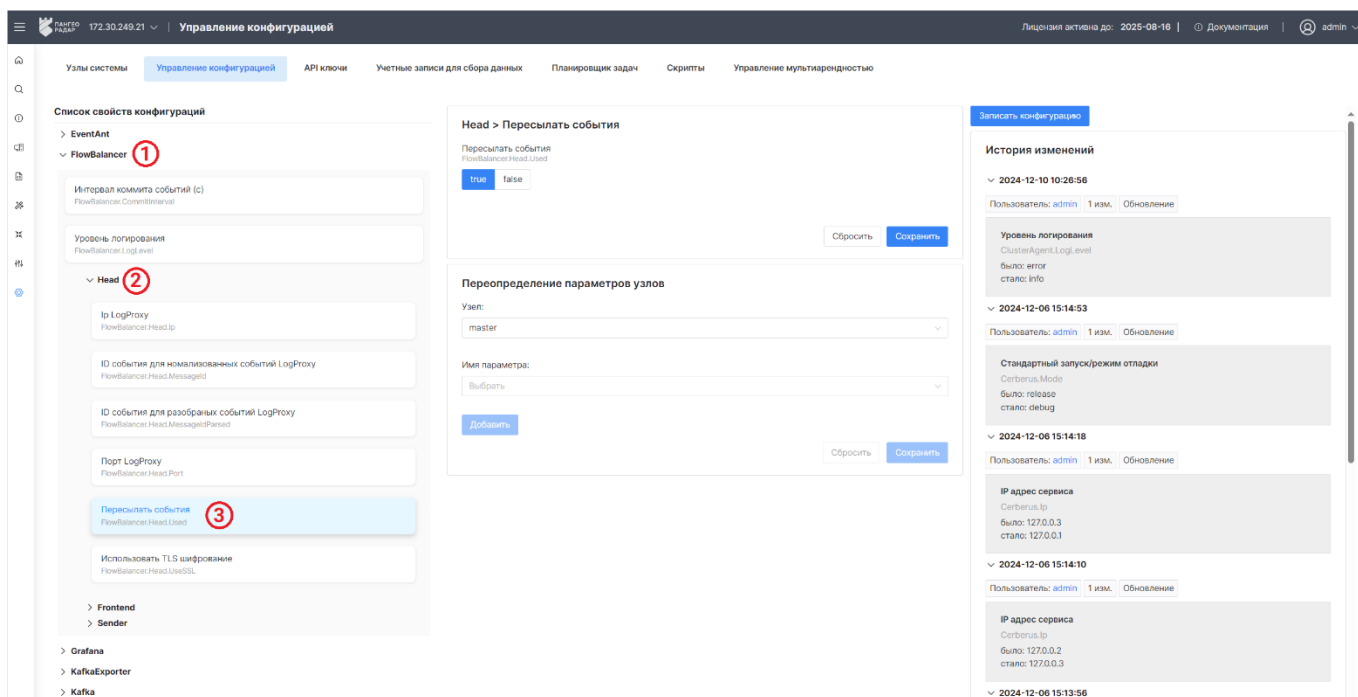 ПАНГЕО РАДАР 172.30.249.21 | Управление конфигурацией Лицензия активна до: 2025-08-16 | Документация | admin
Узлы системы Управление конфигурацией API ключи Учетные записи для сбора данных Планировщик задач Скрипты Управление мультиарендностью
Список свойств конфигураций
EventAnt
FlowBalancer 1
Интервал коммита событий (с)
FlowBalancer.CommitInterval
Уровень логирования
FlowBalancer.LogLevel
Head 2
Ip LogProxy
FlowBalancer.Head.Ip
ID события для номализованных событий LogProxy
FlowBalancer.Head.MessageId
ID события для разобраных событий LogProxy
FlowBalancer.Head.MessageIdParsed
Порт LogProxy
FlowBalancer.Head.Port
Пересылать события 3
FlowBalancer.Head.Used
Использовать TLS шифрование
FlowBalancer.Head.UseSSL
Frontend
Sender
Grafana
KafkaExporter
Kafka
Head > Пересылать события
Пересылать события
FlowBalancer.Head.Used
true false
Сбросить Сохранить
Переопределение параметров узлов
Узел:
master
Имя параметра:
Выбрать
Добавить
Сбросить Сохранить
Записать конфигурацию
История изменений
2024-12-10 10:26:56
Пользователь: admin 1 изм. Обновление
Уровень логирования
ClusterAgent.LogLevel
было: error
стало: info
2024-12-06 15:14:53
Пользователь: admin 1 изм. Обновление
Стандартный запуск/режим отладки
Cerberus.Mode
было: release
стало: debug
2024-12-06 15:14:18
Пользователь: admin 1 изм. Обновление
IP адрес сервиса
Cerberus.Ip
было: 127.0.0.3
стало: 127.0.0.1
2024-12-06 15:14:10
Пользователь: admin 1 изм. Обновление
IP адрес сервиса
Cerberus.Ip
было: 127.0.0.2
стало: 127.0.0.3
2024-12-06 15:13:56